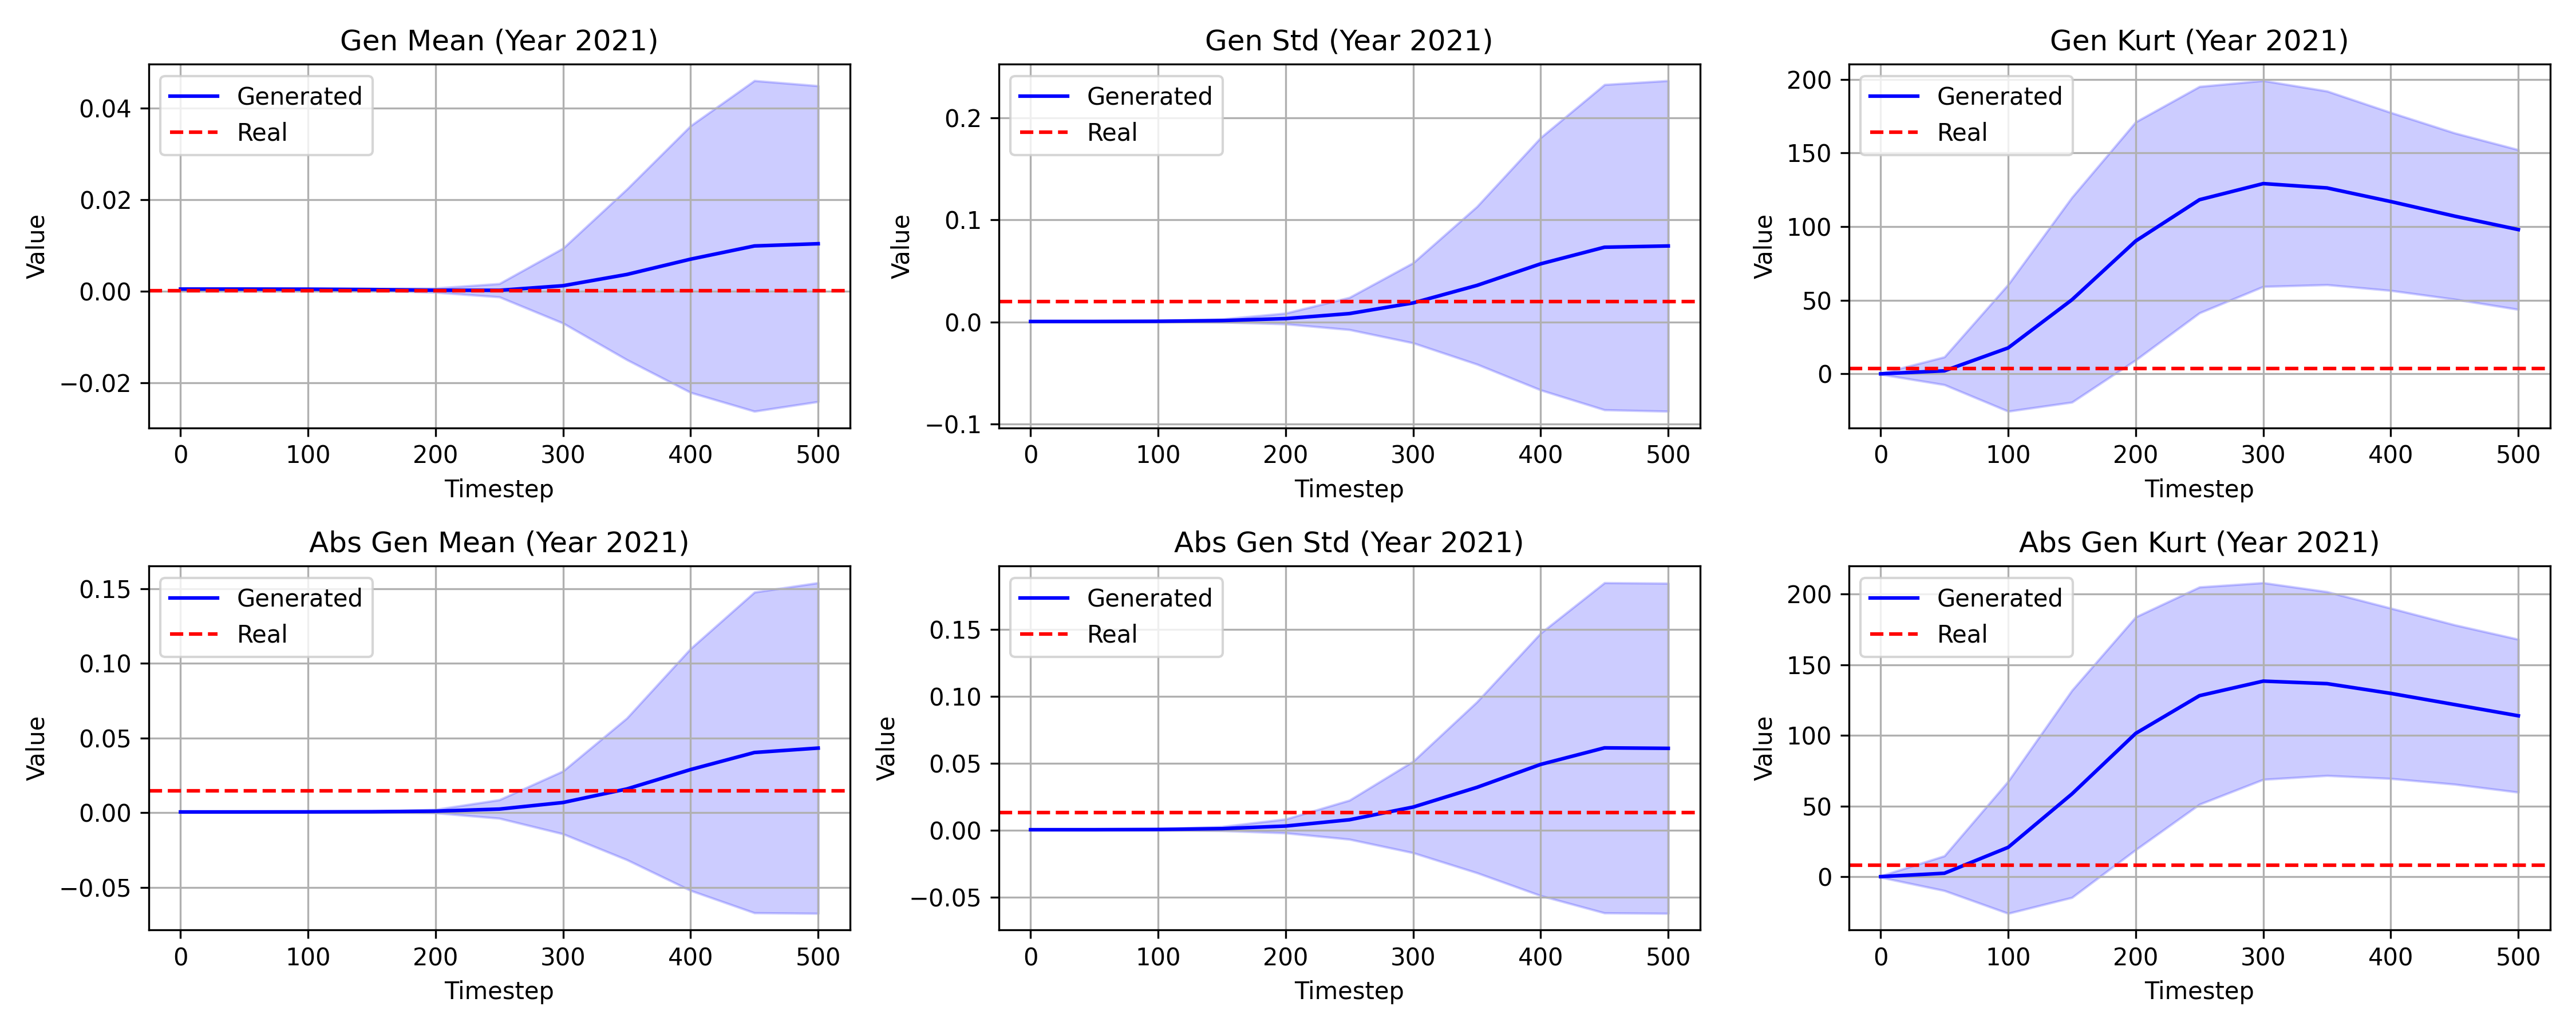 Gen Mean (Year 2021)
Value
0.04
0.02
0.00
−0.02
Generated
Real
0 100 200 300 400 500
Timestep
Gen Std (Year 2021)
Value
0.2
0.1
0.0
−0.1
Generated
Real
0 100 200 300 400 500
Timestep
Gen Kurt (Year 2021)
Value
200
150
100
50
0
Generated
Real
0 100 200 300 400 500
Timestep
Abs Gen Mean (Year 2021)
Value
0.15
0.10
0.05
0.00
−0.05
Generated
Real
0 100 200 300 400 500
Timestep
Abs Gen Std (Year 2021)
Value
0.15
0.10
0.05
0.00
−0.05
Generated
Real
0 100 200 300 400 500
Timestep
Abs Gen Kurt (Year 2021)
Value
200
150
100
50
0
Generated
Real
0 100 200 300 400 500
Timestep